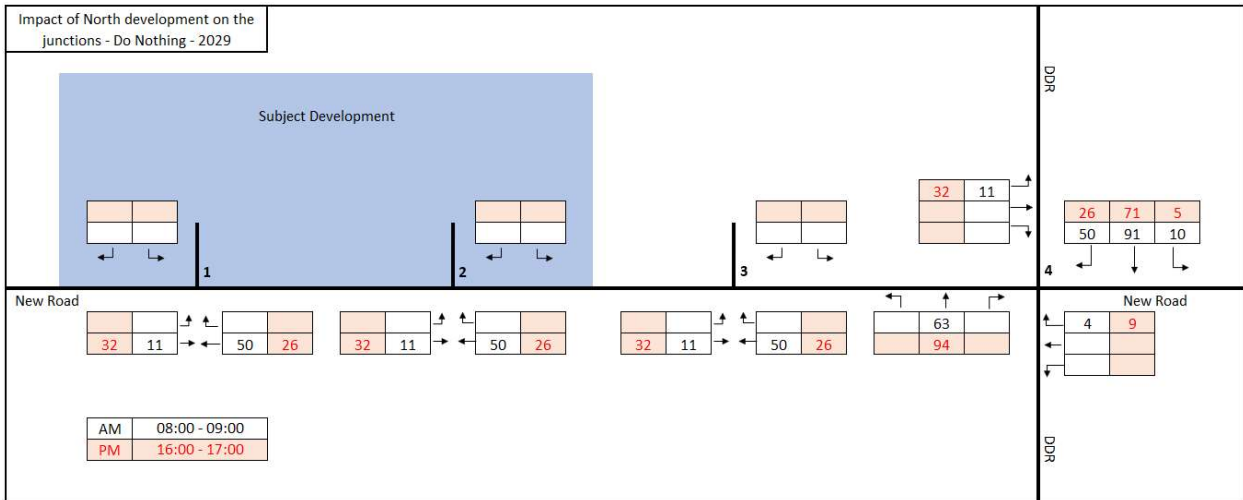 Impact of North development on the
junctions - Do Nothing - 2029
DDR
Subject Development
32 11
26 71 5
50 91 10
1
2
3
4
New Road
New Road
63
4 9
32 11
50 26
32 11
50 26
32 11
50 26
94
AM 08:00 - 09:00
PM 16:00 - 17:00
DDR